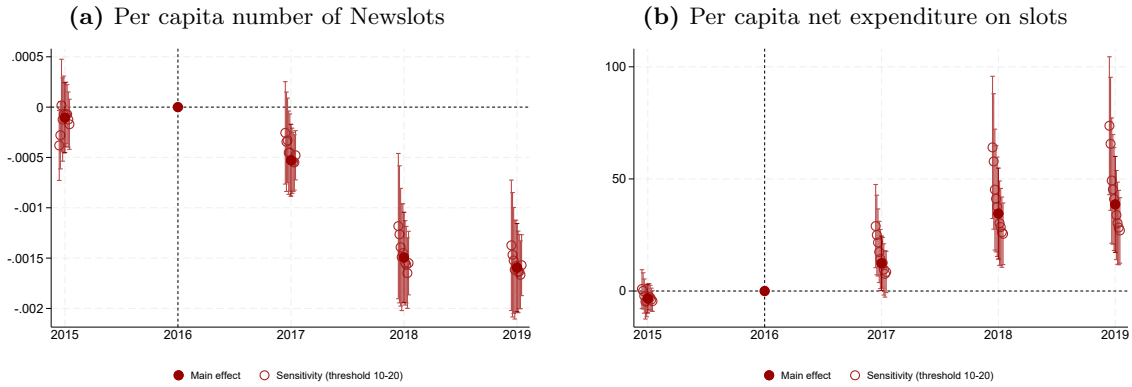 (a) Per capita number of Newslots
.0005
0
-.0005
-.001
-.0015
-.002
2015 2016 2017 2018 2019
Main effect Sensitivity (threshold 10-20)
(b) Per capita net expenditure on slots
100
50
0
2015 2016 2017 2018 2019
Main effect Sensitivity (threshold 10-20)